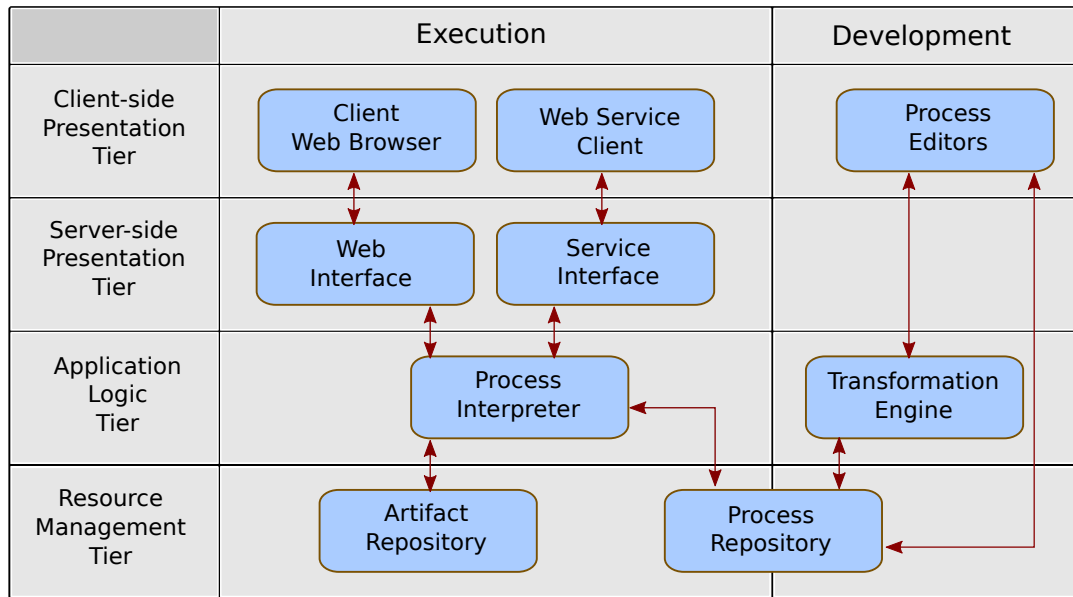 Execution
Development
Client-side
Presentation
Tier
Client
Web Browser
Web Service
Client
Process
Editors
Server-side
Presentation
Tier
Web
Interface
Service
Interface
Application
Logic
Tier
Process
Interpreter
Transformation
Engine
Resource
Management
Tier
Artifact
Repository
Process
Repository